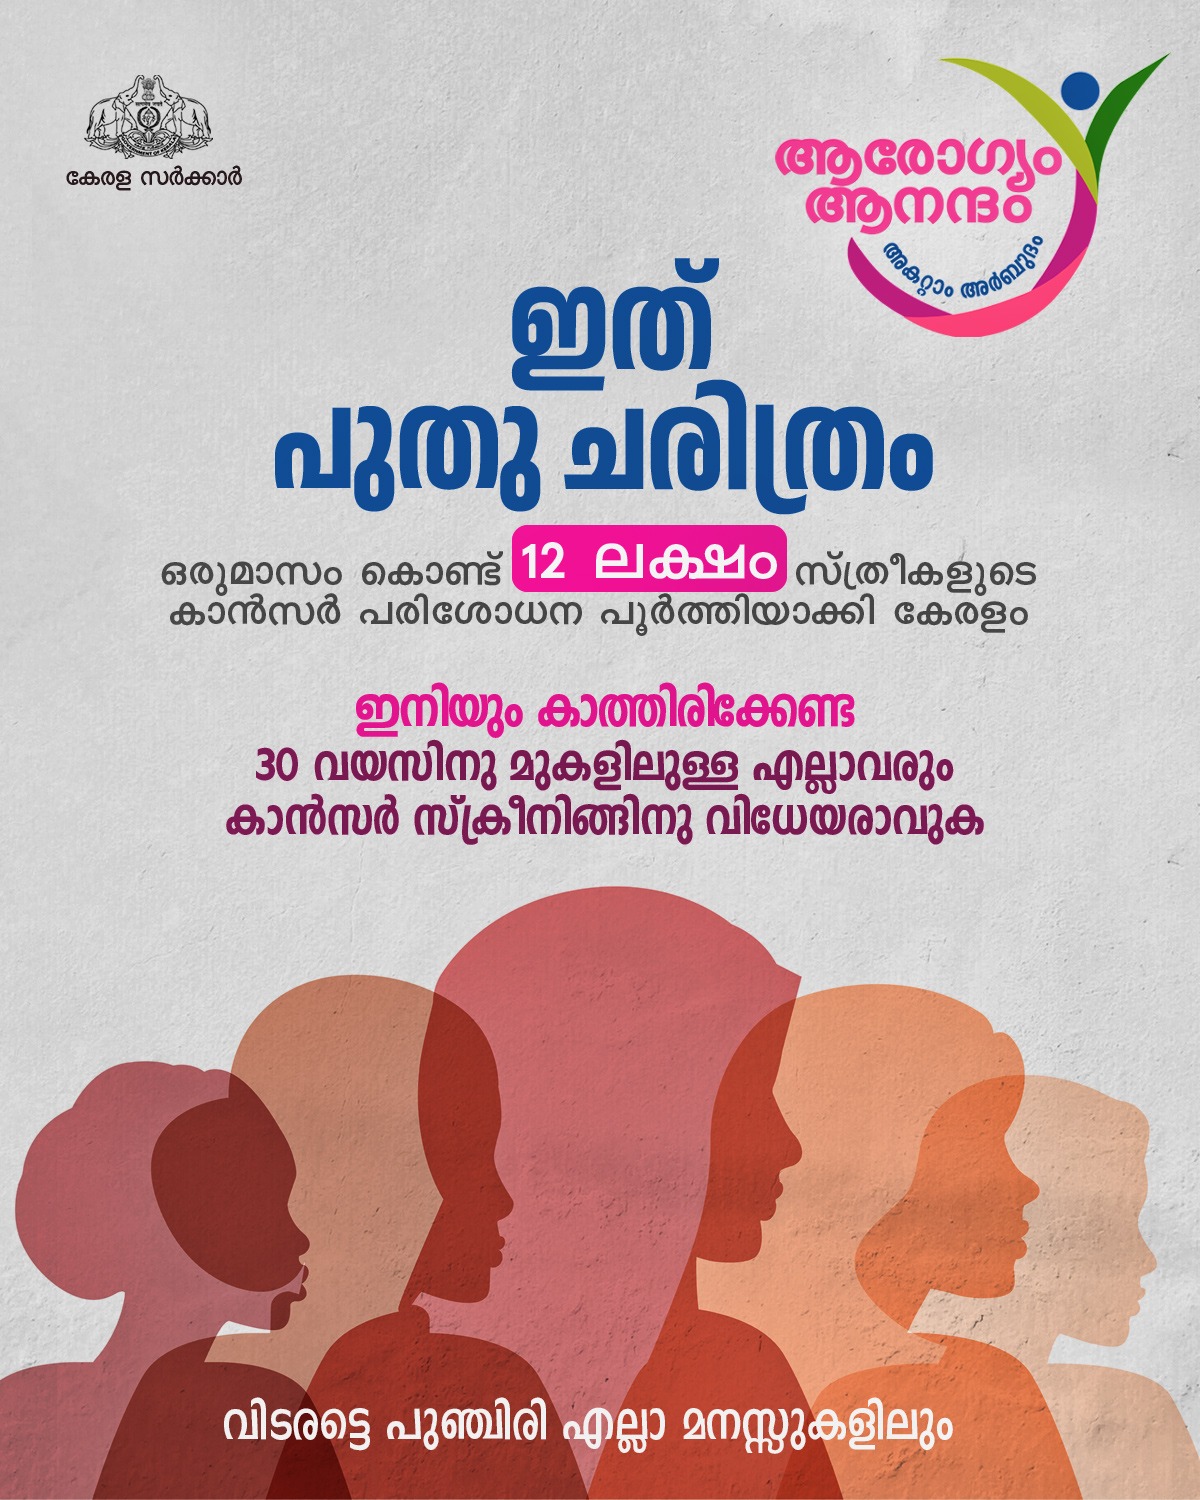 കേരള സർക്കാർ
ആരോഗ്യം
ആനന്ദം
അകറ്റാം അർബുദം
ഇത്
പുതു ചരിത്രം
ഒരുമാസം കൊണ്ട് 12 ലക്ഷം സ്ത്രീകളുടെ
കാൻസർ പരിശോധന പൂർത്തിയാക്കി കേരളം
ഇനിയും കാത്തിരിക്കേണ്ട
30 വയസിനു മുകളിലുള്ള എല്ലാവരും
കാൻസർ സ്ക്രീനിങ്ങിനു വിധേയരാവുക
വിടരട്ടെ പുഞ്ചിരി എല്ലാ മനസ്സുകളിലും